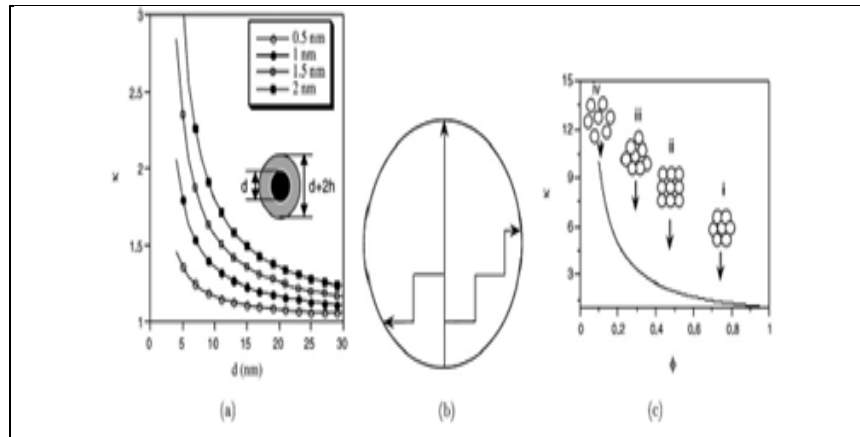 3
2.5
2
1.5
1
0.5 nm
1 nm
1.5 nm
2 nm
d
d+2h
κ
0 5 10 15 20 25 30
d (nm)
(a)
(b)
15
12
9
6
3
iv
iii
ii
i
κ
0 0,2 0,4 0,6 0,8 1
ϕ
(c)